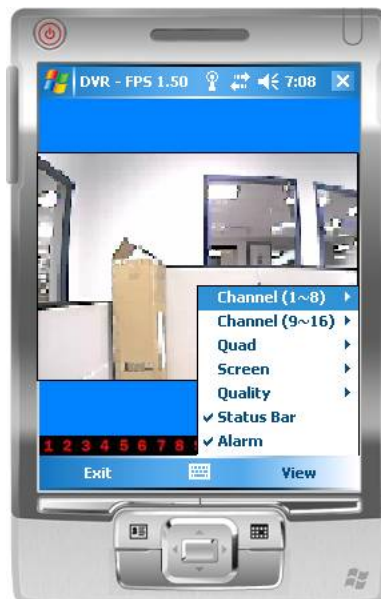 DVR - FPS 1.50 7:08
Channel (1~8)
Channel (9~16)
Quad
Screen
Quality
Status Bar
Alarm
1 2 3 4 5 6 7 8
Exit View